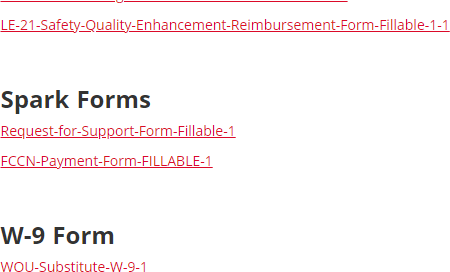 LE-21-Safety-Quality-Enhancement-Reimbursement-Form-Fillable-1-1
Spark Forms
Request-for-Support-Form-Fillable-1
FCCN-Payment-Form-FILLABLE-1
W-9 Form
WOU-Substitute-W-9-1